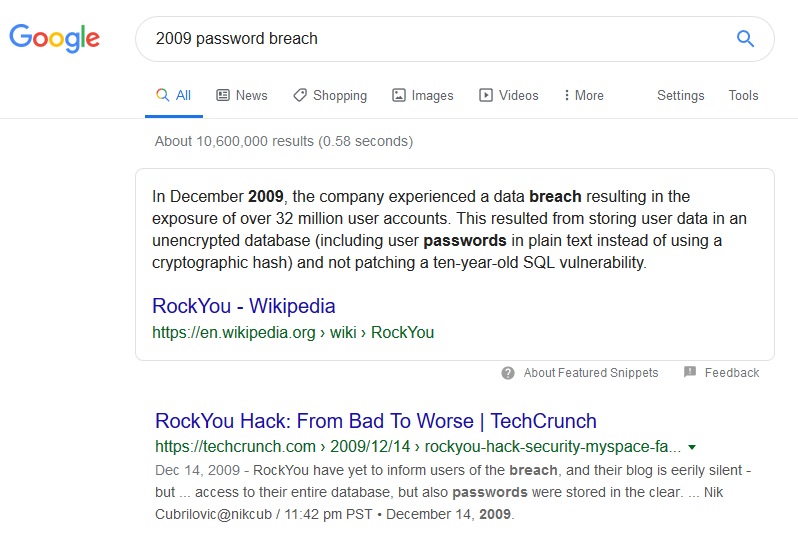 Google
2009 password breach
All News Shopping Images Videos More Settings Tools
About 10,600,000 results (0.58 seconds)
In December 2009, the company experienced a data breach resulting in the
exposure of over 32 million user accounts. This resulted from storing user data in an
unencrypted database (including user passwords in plain text instead of using a
cryptographic hash) and not patching a ten-year-old SQL vulnerability.
RockYou - Wikipedia
https://en.wikipedia.org › wiki › RockYou
About Featured Snippets Feedback
RockYou Hack: From Bad To Worse | TechCrunch
https://techcrunch.com › 2009/12/14 › rockyou-hack-security-myspace-fa...
Dec 14, 2009 - RockYou have yet to inform users of the breach, and their blog is eerily silent -
but ... access to their entire database, but also passwords were stored in the clear. ... Nik
Cubrilovic@nikcub / 11:42 pm PST • December 14, 2009.